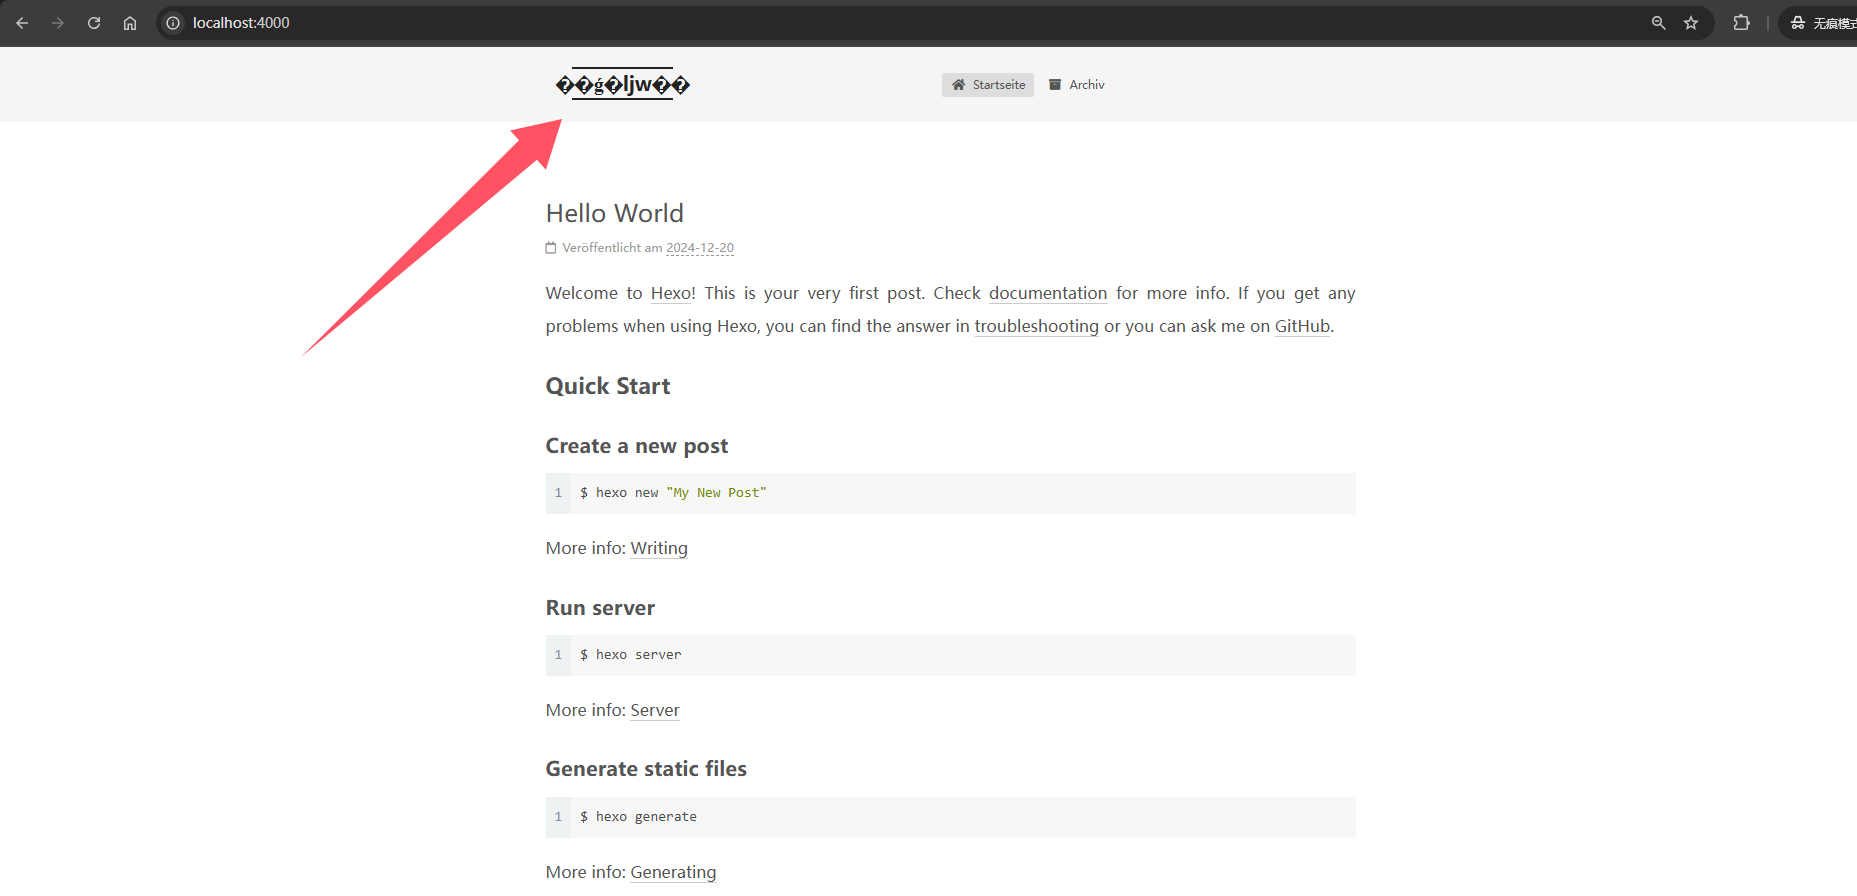 localhost:4000
无痕模式
��ǵ�ljw��
Startseite
Archiv
Hello World
Veröffentlicht am 2024-12-20
Welcome to Hexo! This is your very first post. Check documentation for more info. If you get any
problems when using Hexo, you can find the answer in troubleshooting or you can ask me on GitHub.
Quick Start
Create a new post
1 $ hexo new "My New Post"
More info: Writing
Run server
1 $ hexo server
More info: Server
Generate static files
1 $ hexo generate
More info: Generating